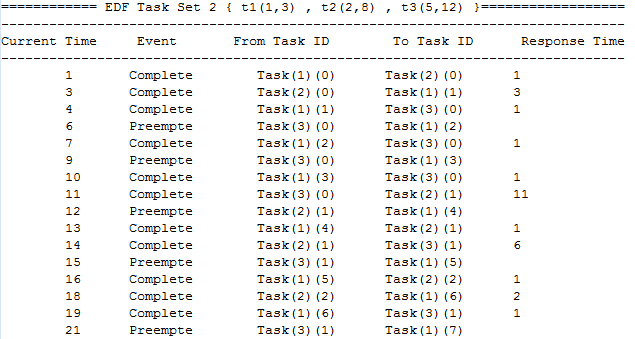 ============ EDF Task Set 2 { t1(1,3) , t2(2,8) , t3(5,12) }==================
------------------------------------------------------------------------------
Current Time Event From Task ID To Task ID Response Time
------------------------------------------------------------------------------
1 Complete Task(1)(0) Task(2)(0) 1
3 Complete Task(2)(0) Task(1)(1) 3
4 Complete Task(1)(1) Task(3)(0) 1
6 Preempte Task(3)(0) Task(1)(2)
7 Complete Task(1)(2) Task(3)(0) 1
9 Preempte Task(3)(0) Task(1)(3)
10 Complete Task(1)(3) Task(3)(0) 1
11 Complete Task(3)(0) Task(2)(1) 11
12 Preempte Task(2)(1) Task(1)(4)
13 Complete Task(1)(4) Task(2)(1) 1
14 Complete Task(2)(1) Task(3)(1) 6
15 Preempte Task(3)(1) Task(1)(5)
16 Complete Task(1)(5) Task(2)(2) 1
18 Complete Task(2)(2) Task(1)(6) 2
19 Complete Task(1)(6) Task(3)(1) 1
21 Preempte Task(3)(1) Task(1)(7)